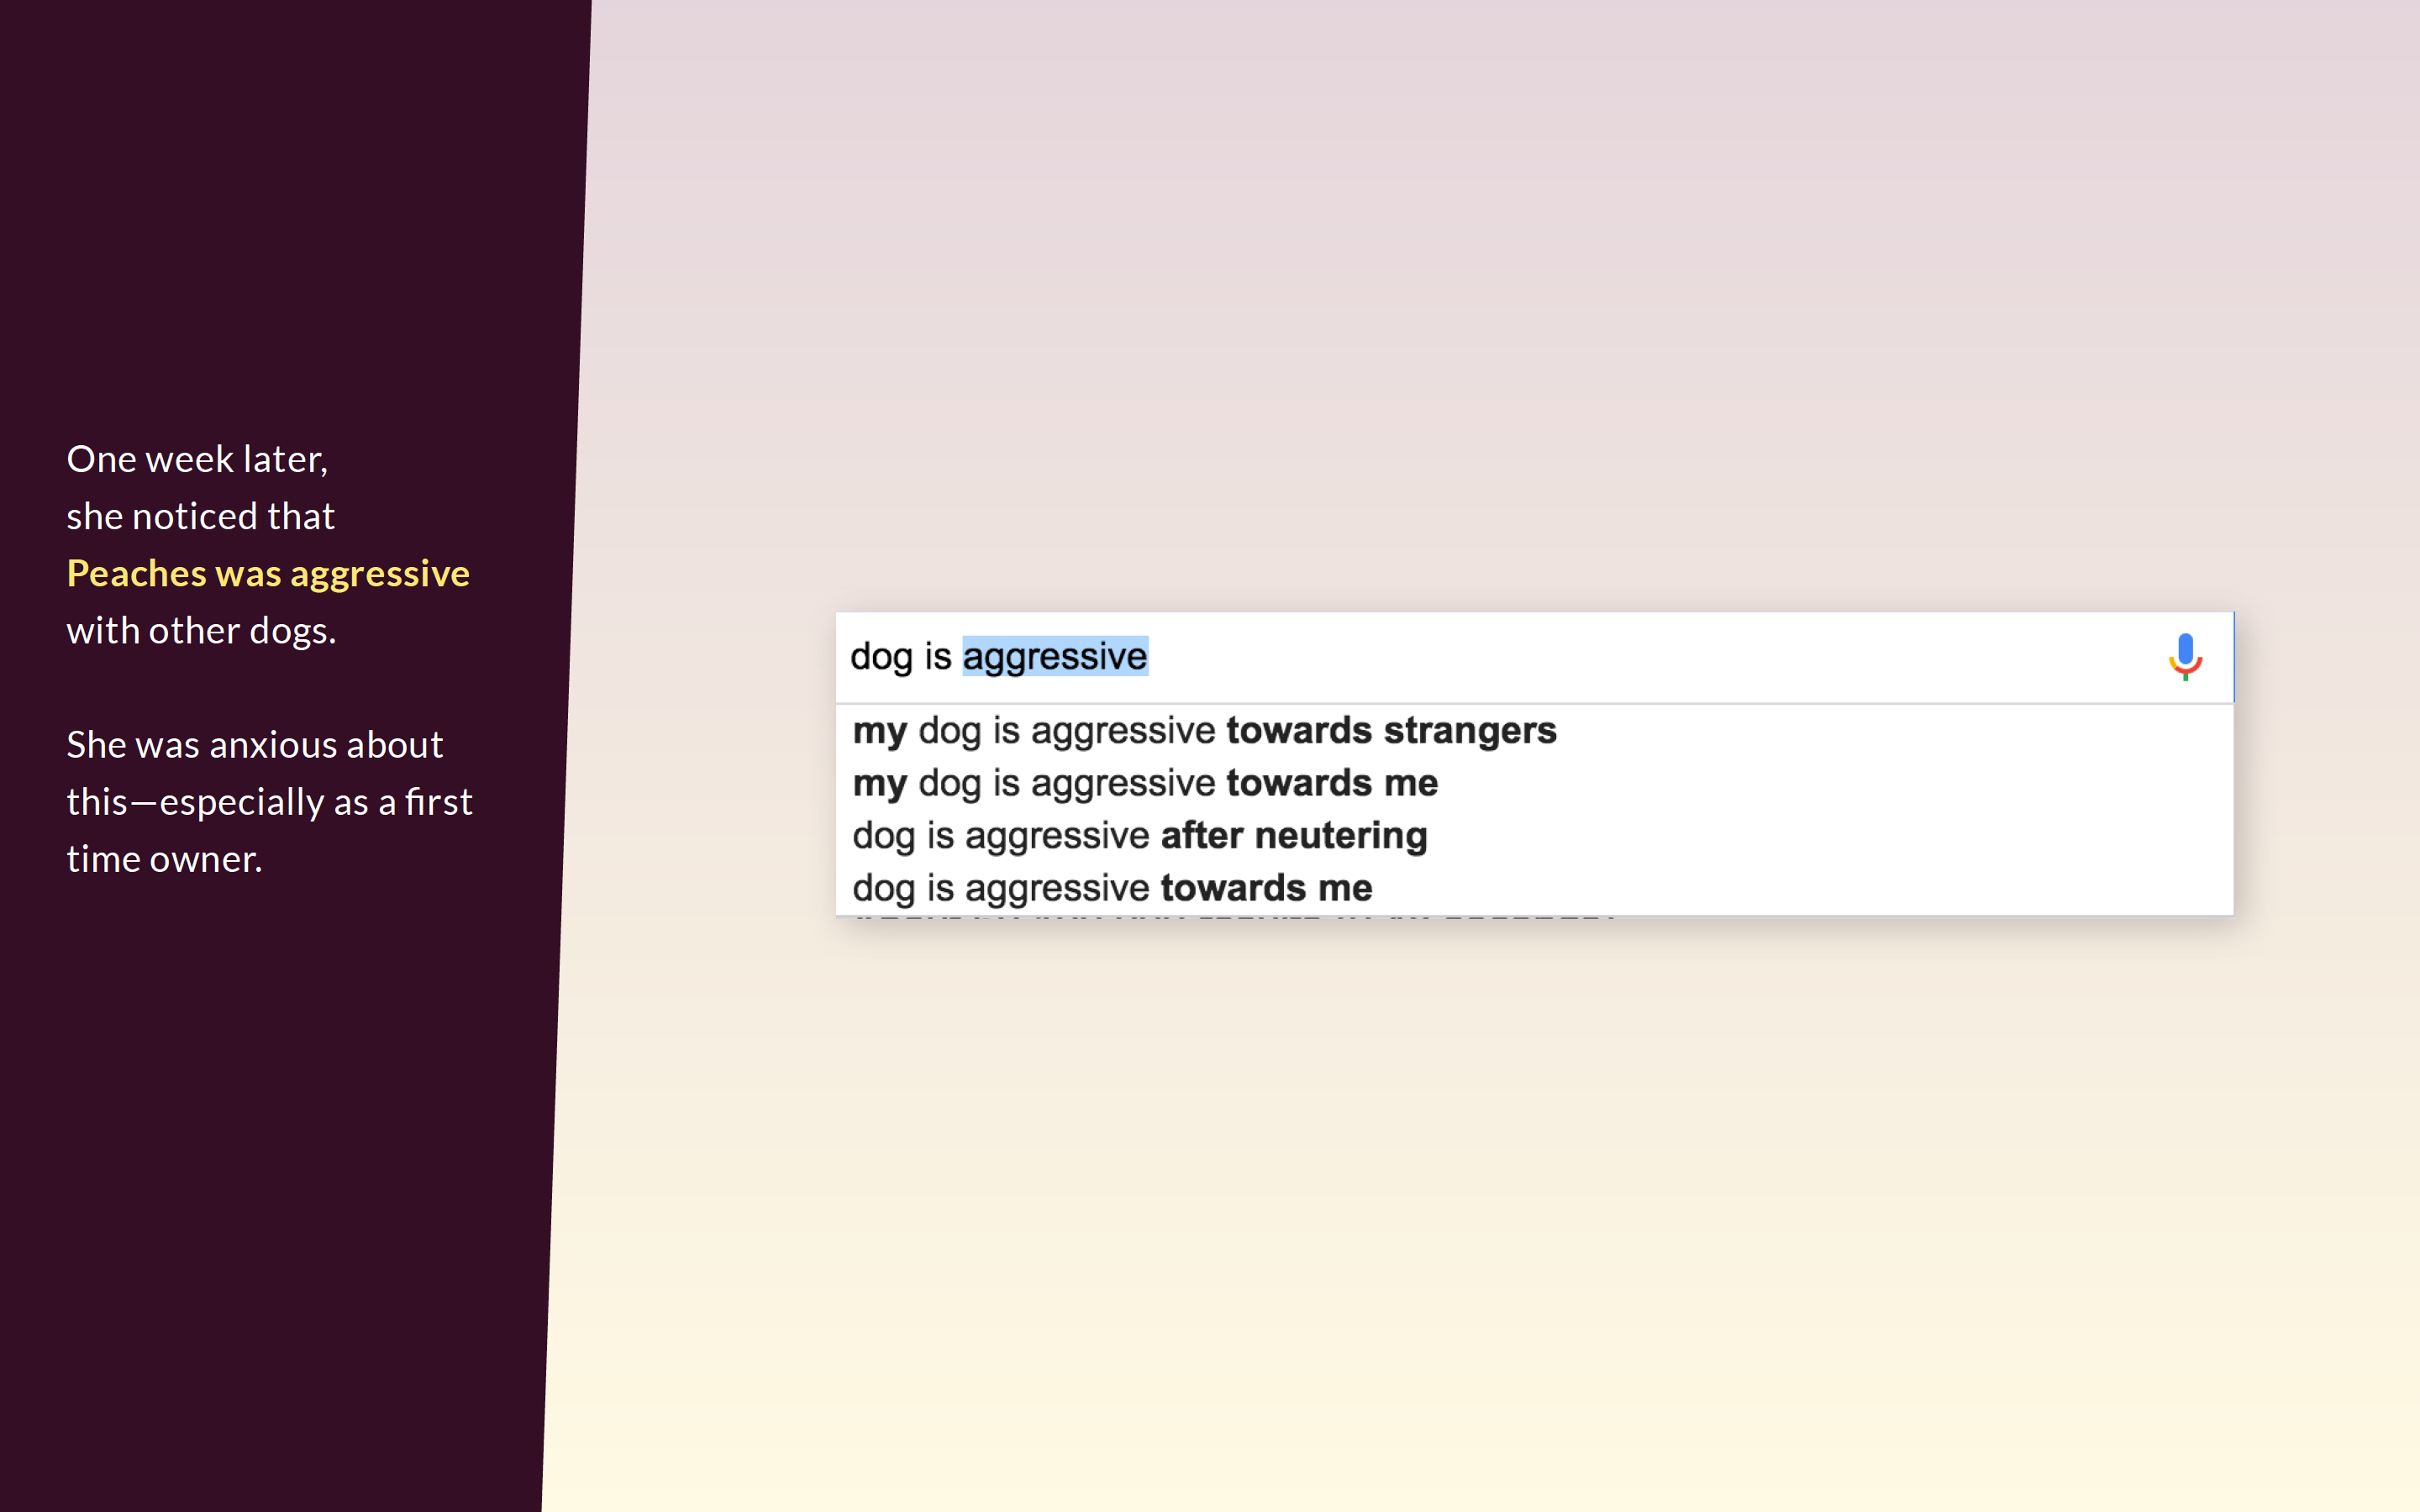 One week later,
she noticed that
Peaches was aggressive
with other dogs.
She was anxious about
this—especially as a first
time owner.
dog is aggressive
my dog is aggressive towards strangers
my dog is aggressive towards me
dog is aggressive after neutering
dog is aggressive towards me